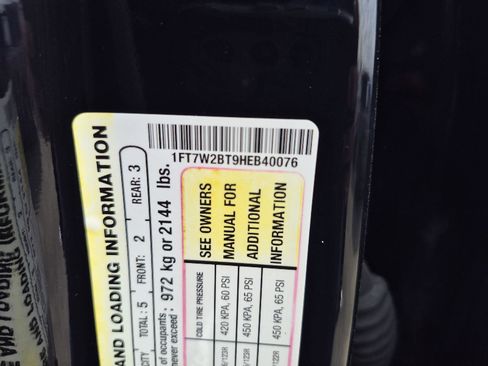 1FT7W2BT9HEB40076
AND LOADING INFORMATION
TOTAL: 5 FRONT: 2 REAR: 3
of occupants
never exceed: 972 kg or 2144 lbs.
SEE OWNERS
MANUAL FOR
ADDITIONAL
INFORMATION
COLD TIRE PRESSURE
420 KPA, 60 PSI
450 KPA, 65 PSI
450 KPA, 65 PSI